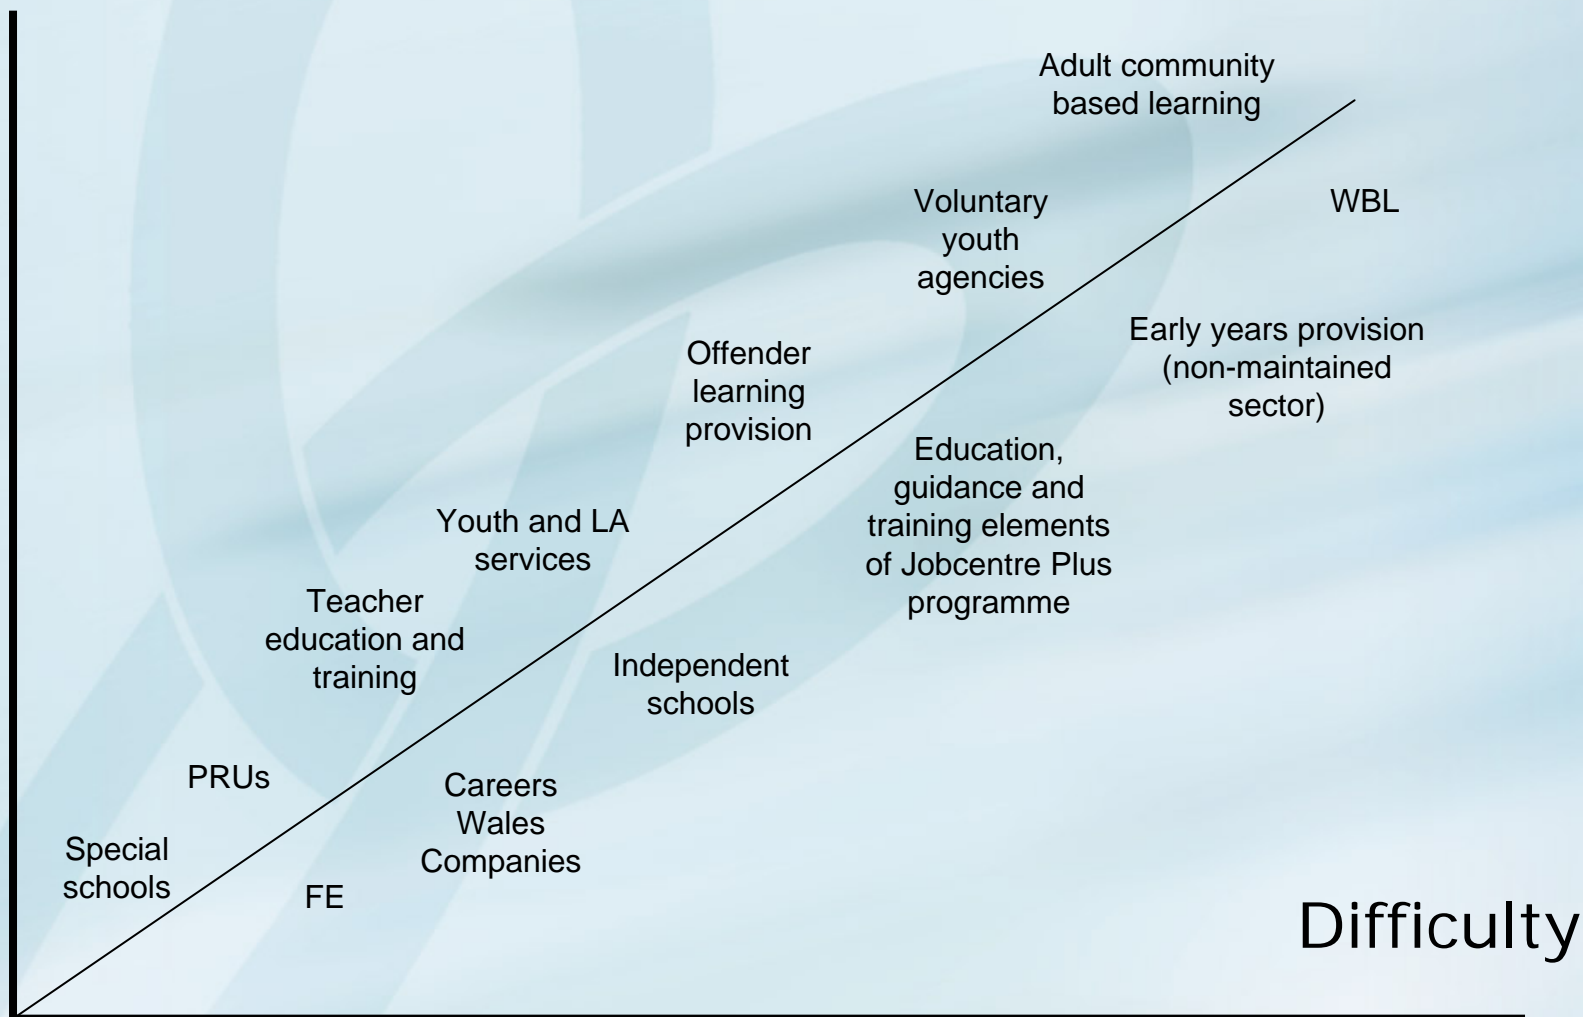 Adult community
based learning
Voluntary
youth
agencies
WBL
Early years provision
(non-maintained
sector)
Offender
learning
provision
Education,
guidance and
training elements
of Jobcentre Plus
programme
Youth and LA
services
Teacher
education and
training
Independent
schools
PRUs
Careers
Wales
Companies
Special
schools
FE
Difficulty